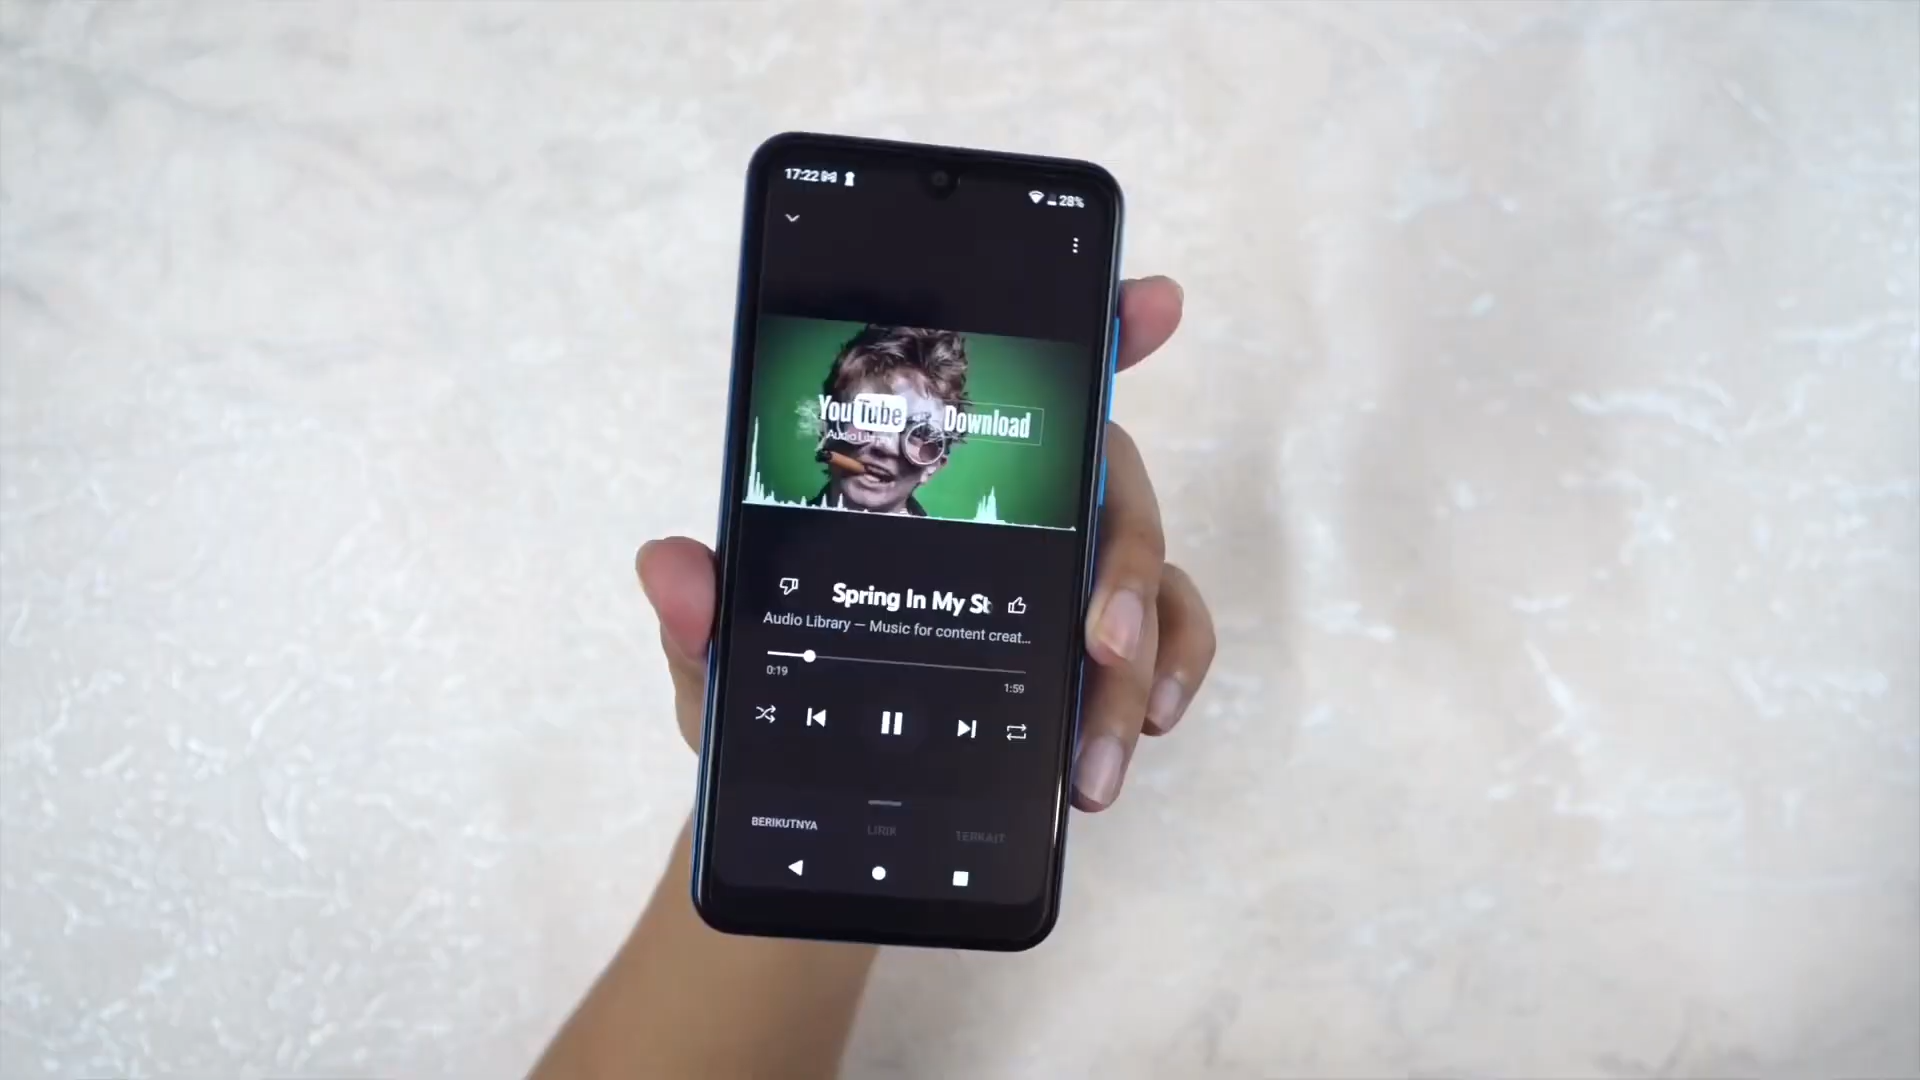 17:22
28%
YouTube Download
Audio Library
Spring In My St
Audio Library — Music for content creat...
0:19
1:59
BERIKUTNYA
LIRIK
TERKAIT